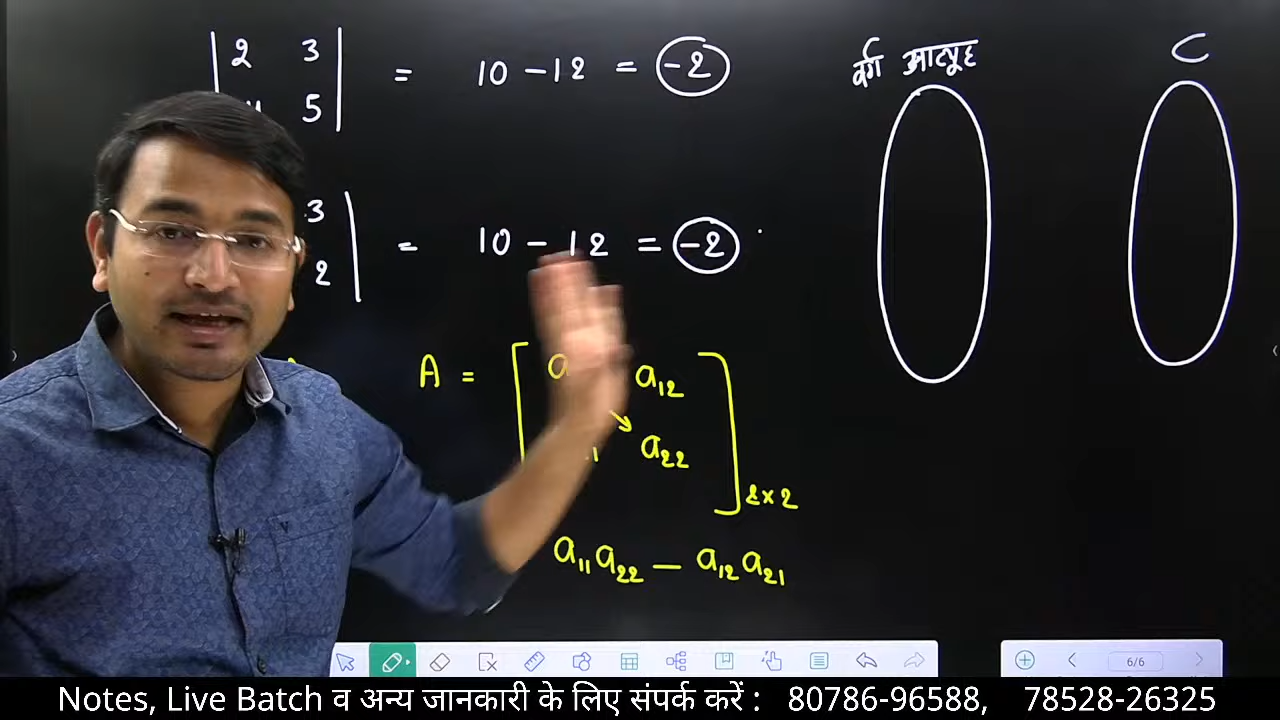 | 2 3 | = 10 - 12 = -2
5 |
वर्ग आव्यूह
C
3 | = 10 - 12 = -2
2 |
A = [ a a₁₂
a₂₂ ] 2×2
a₁₁a₂₂ — a₁₂a₂₁
6/6
Notes, Live Batch व अन्य जानकारी के लिए संपर्क करें : 80786-96588, 78528-26325